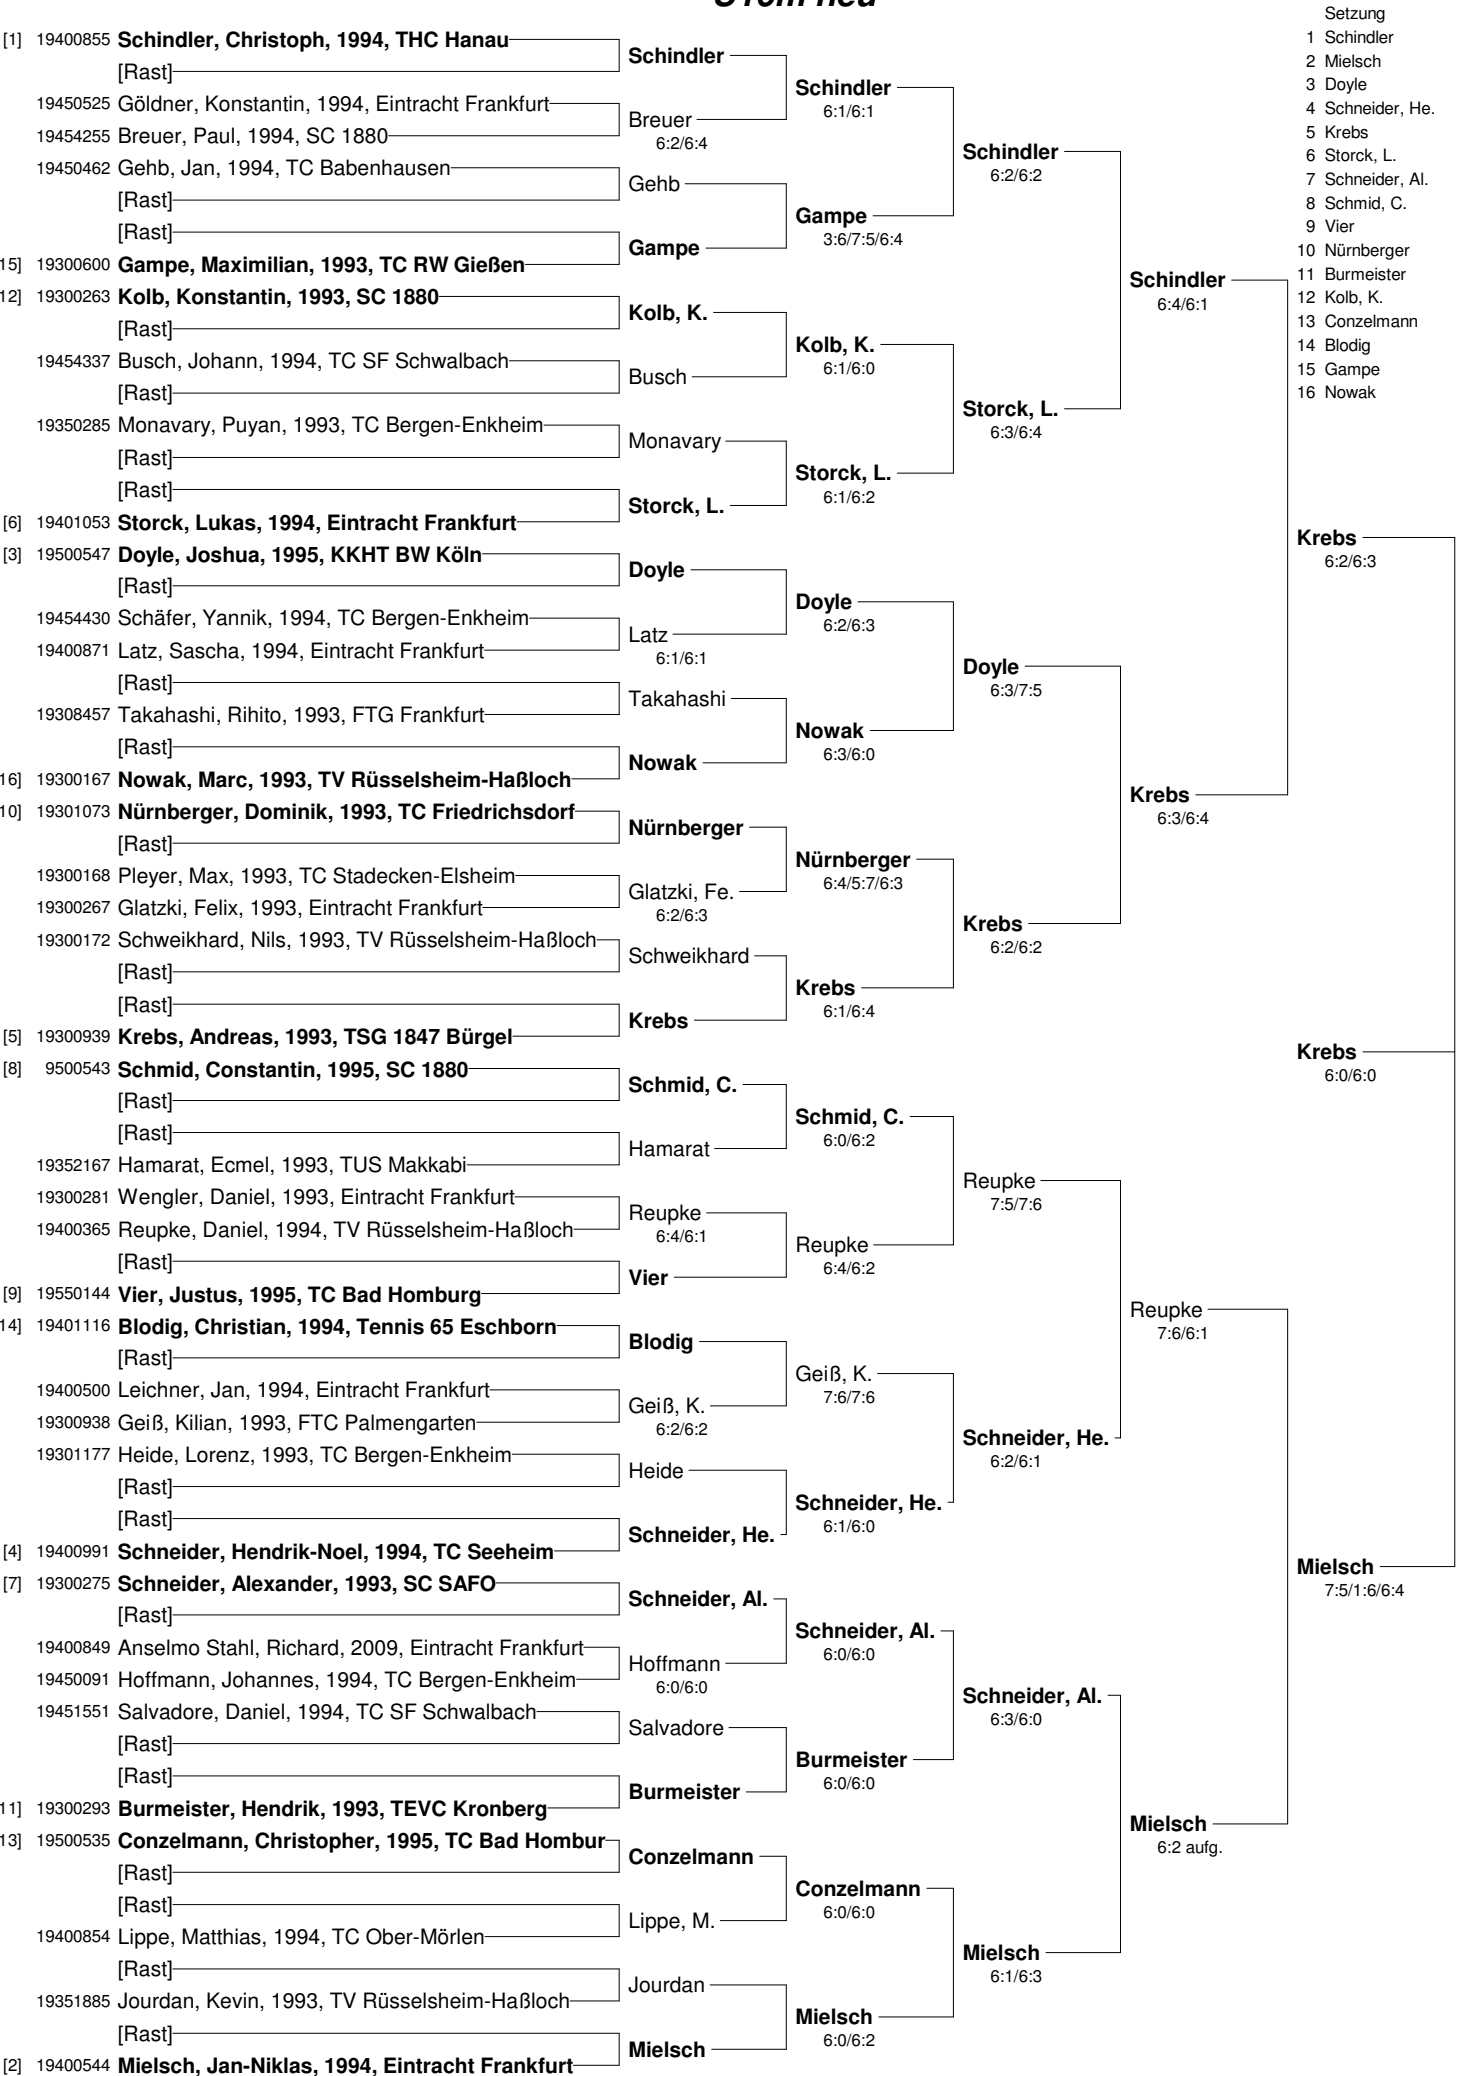 neu
Setzung
1 Schindler
2 Mielsch
3 Doyle
4 Schneider, He.
5 Krebs
6 Storck, L.
7 Schneider, Al.
8 Schmid, C.
9 Vier
10 Nürnberger
11 Burmeister
12 Kolb, K.
13 Conzelmann
14 Blodig
15 Gampe
16 Nowak
[1] 19400855 Schindler, Christoph, 1994, THC Hanau
[Rast]
19450525 Göldner, Konstantin, 1994, Eintracht Frankfurt
19454255 Breuer, Paul, 1994, SC 1880
19450462 Gehb, Jan, 1994, TC Babenhausen
[Rast]
[Rast]
15] 19300600 Gampe, Maximilian, 1993, TC RW Gießen
12] 19300263 Kolb, Konstantin, 1993, SC 1880
[Rast]
19454337 Busch, Johann, 1994, TC SF Schwalbach
[Rast]
19350285 Monavary, Puyan, 1993, TC Bergen-Enkheim
[Rast]
[Rast]
[6] 19401053 Storck, Lukas, 1994, Eintracht Frankfurt
[3] 19500547 Doyle, Joshua, 1995, KKHT BW Köln
[Rast]
19454430 Schäfer, Yannik, 1994, TC Bergen-Enkheim
19400871 Latz, Sascha, 1994, Eintracht Frankfurt
[Rast]
19308457 Takahashi, Rihito, 1993, FTG Frankfurt
[Rast]
16] 19300167 Nowak, Marc, 1993, TV Rüsselsheim-Haßloch
10] 19301073 Nürnberger, Dominik, 1993, TC Friedrichsdorf
[Rast]
19300168 Pleyer, Max, 1993, TC Stadecken-Elsheim
19300267 Glatzki, Felix, 1993, Eintracht Frankfurt
19300172 Schweikhard, Nils, 1993, TV Rüsselsheim-Haßloch
[Rast]
[Rast]
[5] 19300939 Krebs, Andreas, 1993, TSG 1847 Bürgel
[8] 9500543 Schmid, Constantin, 1995, SC 1880
[Rast]
[Rast]
19352167 Hamarat, Ecmel, 1993, TUS Makkabi
19300281 Wengler, Daniel, 1993, Eintracht Frankfurt
19400365 Reupke, Daniel, 1994, TV Rüsselsheim-Haßloch
[Rast]
[9] 19550144 Vier, Justus, 1995, TC Bad Homburg
14] 19401116 Blodig, Christian, 1994, Tennis 65 Eschborn
[Rast]
19400500 Leichner, Jan, 1994, Eintracht Frankfurt
19300938 Geiß, Kilian, 1993, FTC Palmengarten
19301177 Heide, Lorenz, 1993, TC Bergen-Enkheim
[Rast]
[Rast]
[4] 19400991 Schneider, Hendrik-Noel, 1994, TC Seeheim
[7] 19300275 Schneider, Alexander, 1993, SC SAFO
[Rast]
19400849 Anselmo Stahl, Richard, 2009, Eintracht Frankfurt
19450091 Hoffmann, Johannes, 1994, TC Bergen-Enkheim
19451551 Salvadore, Daniel, 1994, TC SF Schwalbach
[Rast]
[Rast]
11] 19300293 Burmeister, Hendrik, 1993, TEVC Kronberg
13] 19500535 Conzelmann, Christopher, 1995, TC Bad Hombur
[Rast]
[Rast]
19400854 Lippe, Matthias, 1994, TC Ober-Mörlen
[Rast]
19351885 Jourdan, Kevin, 1993, TV Rüsselsheim-Haßloch
[Rast]
[2] 19400544 Mielsch, Jan-Niklas, 1994, Eintracht Frankfurt
Schindler
Breuer
6:2/6:4
Gehb
Gampe
Kolb, K.
Busch
Monavary
Storck, L.
Doyle
Latz
6:1/6:1
Takahashi
Nowak
Nürnberger
Glatzki, Fe.
6:2/6:3
Schweikhard
Krebs
Schmid, C.
Hamarat
Reupke
6:4/6:1
Vier
Blodig
Geiß, K.
6:2/6:2
Heide
Schneider, He.
Schneider, Al.
Hoffmann
6:0/6:0
Salvadore
Burmeister
Conzelmann
Lippe, M.
Jourdan
Mielsch
Schindler
6:1/6:1
Gampe
3:6/7:5/6:4
Kolb, K.
6:1/6:0
Storck, L.
6:1/6:2
Doyle
6:2/6:3
Nowak
6:3/6:0
Nürnberger
6:4/5:7/6:3
Krebs
6:1/6:4
Schmid, C.
6:0/6:2
Reupke
6:4/6:2
Geiß, K.
7:6/7:6
Schneider, He.
6:1/6:0
Schneider, Al.
6:0/6:0
Burmeister
6:0/6:0
Conzelmann
6:0/6:0
Mielsch
6:0/6:2
Schindler
6:2/6:2
Storck, L.
6:3/6:4
Doyle
6:3/7:5
Krebs
6:2/6:2
Reupke
7:5/7:6
Schneider, He.
6:2/6:1
Schneider, Al.
6:3/6:0
Mielsch
6:1/6:3
Schindler
6:4/6:1
Krebs
6:3/6:4
Reupke
7:6/6:1
Mielsch
6:2 aufg.
Krebs
6:2/6:3
Krebs
6:0/6:0
Mielsch
7:5/1:6/6:4